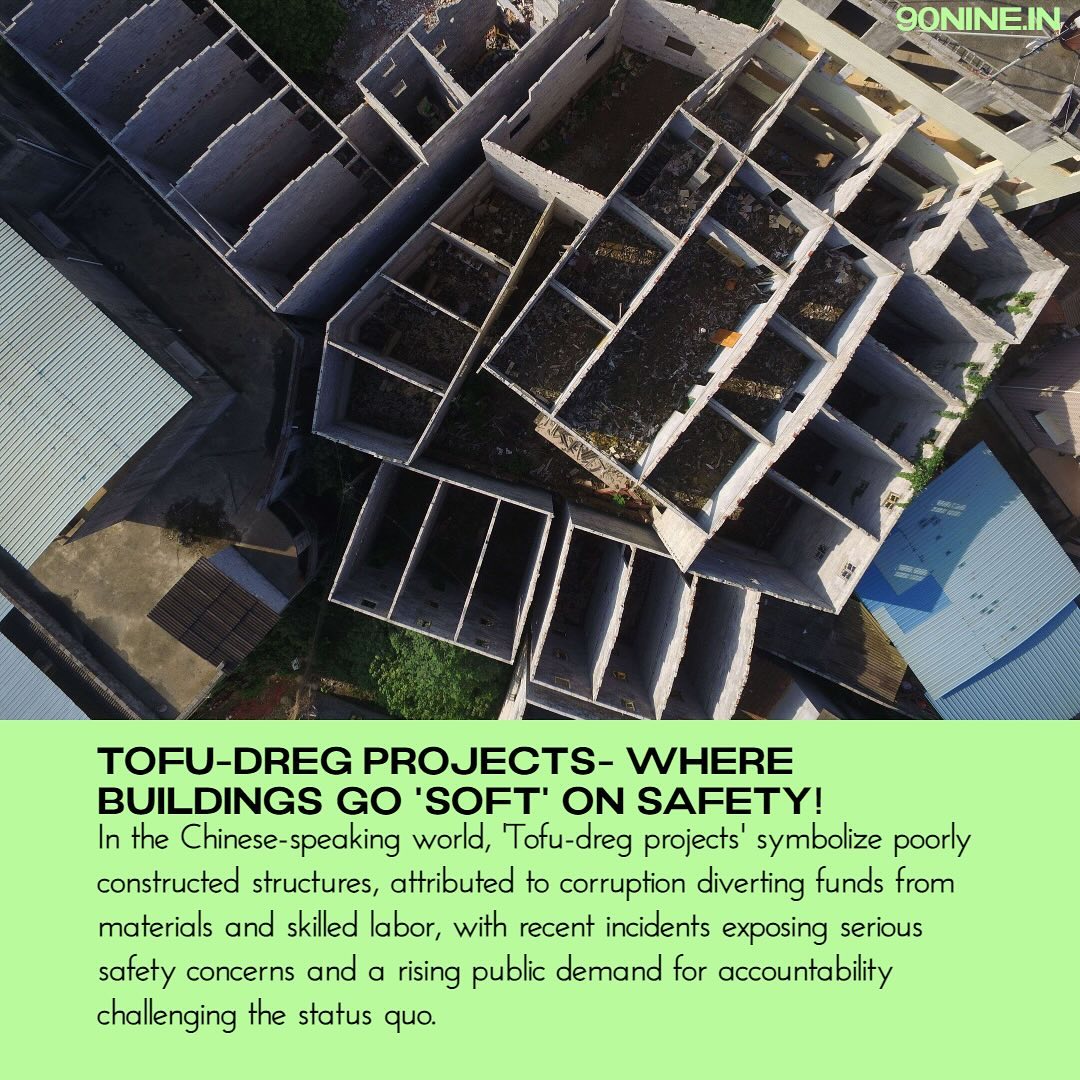 90NINE.IN
TOFU-DREG PROJECTS- WHERE
BUILDINGS GO 'SOFT' ON SAFETY!
In the Chinese-speaking world, 'Tofu-dreg projects' symbolize poorly
constructed structures, attributed to corruption diverting funds from
materials and skilled labor, with recent incidents exposing serious
safety concerns and a rising public demand for accountability
challenging the status quo.